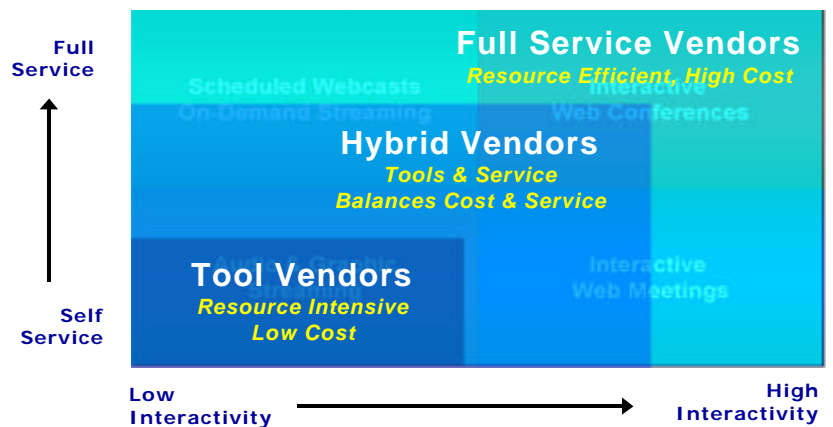 Full
Service
Full Service Vendors
Resource Efficient, High Cost
Scheduled Webcasts
On-Demand Streaming
Interactive
Web Conferences
Hybrid Vendors
Tools & Service
Balances Cost & Service
Audio & Graphic
Streaming
Tool Vendors
Resource Intensive
Low Cost
Interactive
Web Meetings
Self
Service
Low
Interactivity
High
Interactivity